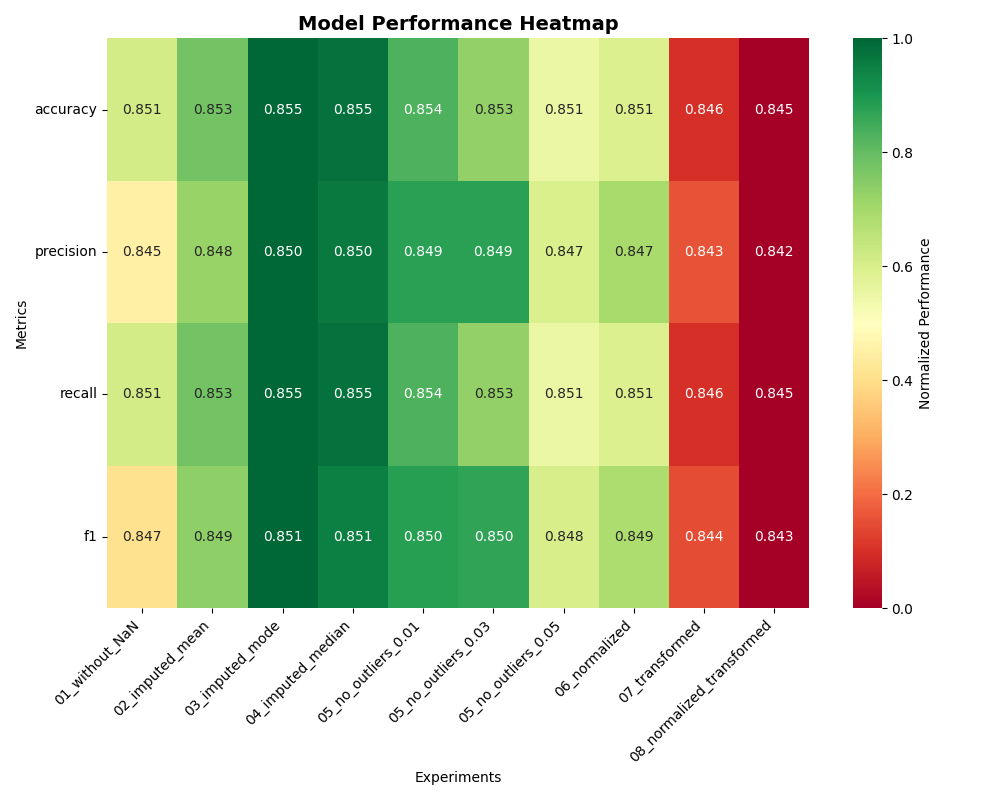 Model Performance Heatmap
Metrics
accuracy 0.851 0.853 0.855 0.855 0.854 0.853 0.851 0.851 0.846 0.845
precision 0.845 0.848 0.850 0.850 0.849 0.849 0.847 0.847 0.843 0.842
recall 0.851 0.853 0.855 0.855 0.854 0.853 0.851 0.851 0.846 0.845
f1 0.847 0.849 0.851 0.851 0.850 0.850 0.848 0.849 0.844 0.843
01_without_NaN
02_imputed_mean
03_imputed_mode
04_imputed_median
05_no_outliers_0.01
05_no_outliers_0.03
05_no_outliers_0.05
06_normalized
07_transformed
08_normalized_transformed
Experiments
1.0
0.8
0.6
0.4
0.2
0.0
Normalized Performance